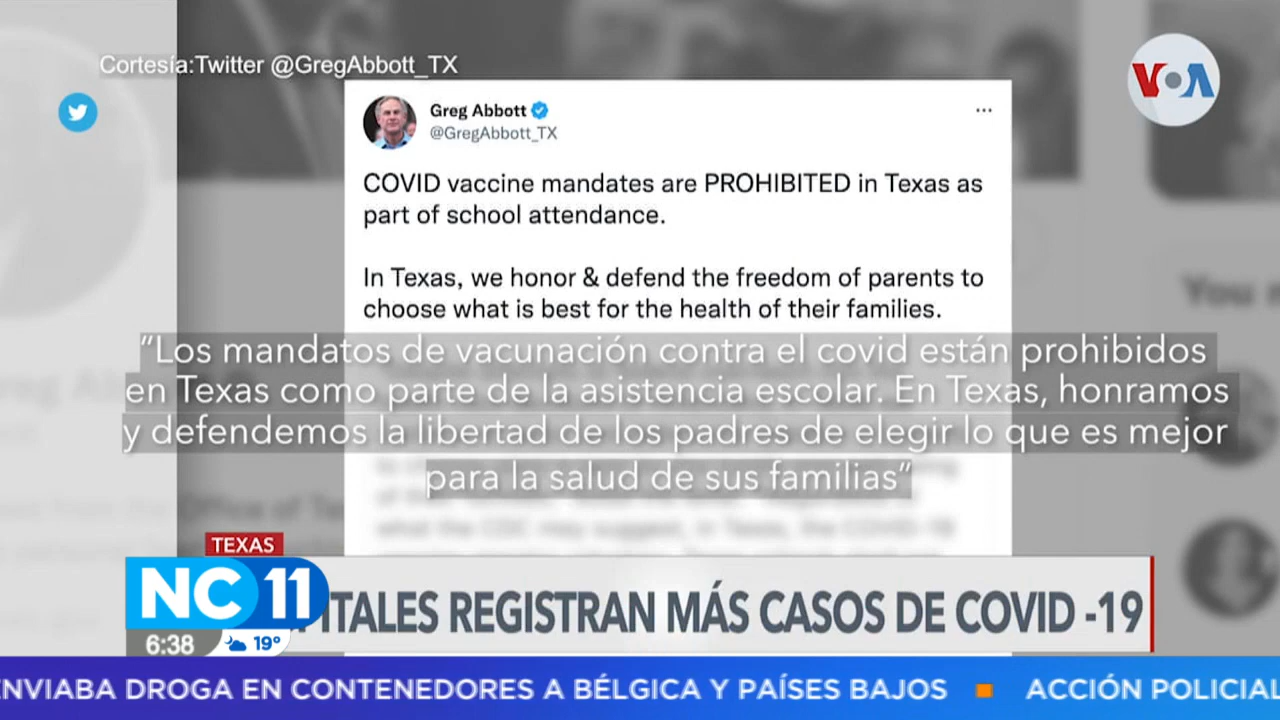 Cortesía:Twitter @GregAbbott_TX
VOA
Greg Abbott
@GregAbbott_TX
COVID vaccine mandates are PROHIBITED in Texas as
part of school attendance.
In Texas, we honor & defend the freedom of parents to
choose what is best for the health of their families.
“Los mandatos de vacunación contra el covid están prohibidos
en Texas como parte de la asistencia escolar. En Texas, honramos
y defendemos la libertad de los padres de elegir lo que es mejor
para la salud de sus familias”
TEXAS
NC 11
PITALES REGISTRAN MÁS CASOS DE COVID -19
6:38
19°
ENVIABA DROGA EN CONTENEDORES A BÉLGICA Y PAÍSES BAJOS
ACCIÓN POLICIAL